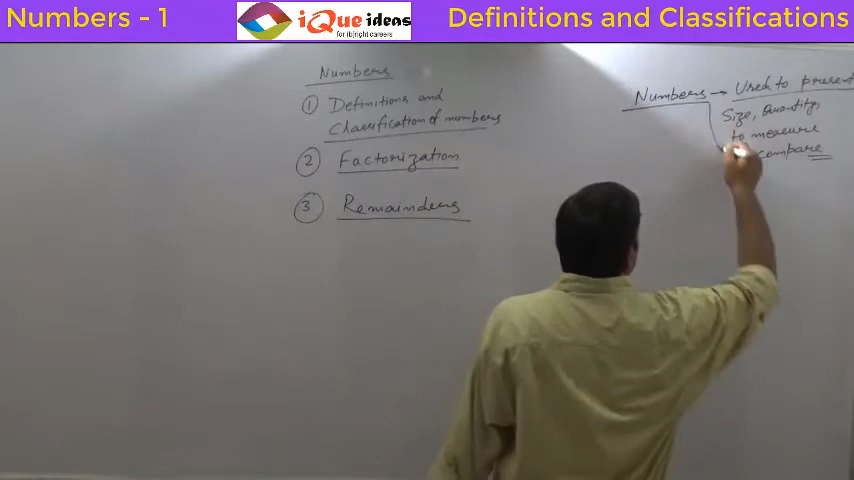 Numbers - 1
iQue ideas
for (b)right careers
Definitions and Classifications
Numbers
1 Definitions and
Classification of numbers
2 Factorization
3 Remainders
Numbers → Used to present
Size, Quantity,
to measure
compare